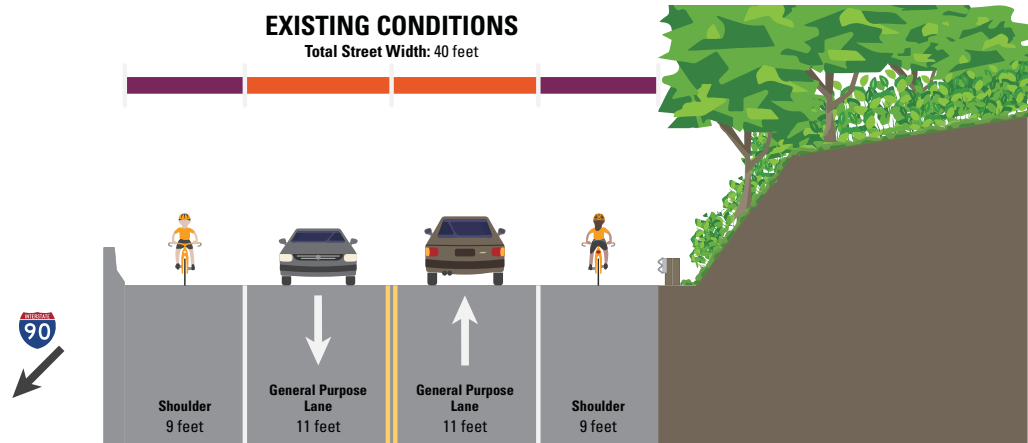 EXISTING CONDITIONS
Total Street Width: 40 feet
INTERSTATE
90
Shoulder
9 feet
General Purpose
Lane
11 feet
General Purpose
Lane
11 feet
Shoulder
9 feet